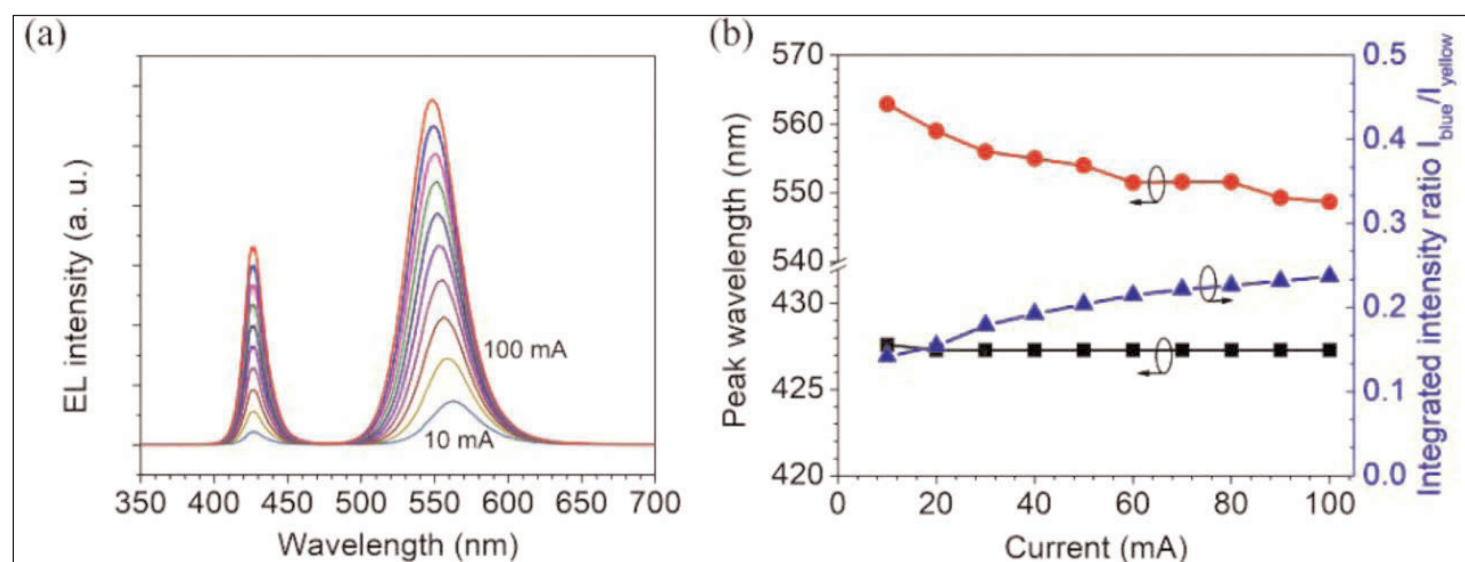 (a)
EL intensity (a. u.)
100 mA
10 mA
350 400 450 500 550 600 650 700
Wavelength (nm)
(b)
570
560
550
540
430
425
420
Peak wavelength (nm)
0.5
0.4
0.3
0.2
0.1
0.0
Integrated intensity ratio Iblue/Iyellow
0 20 40 60 80 100
Current (mA)